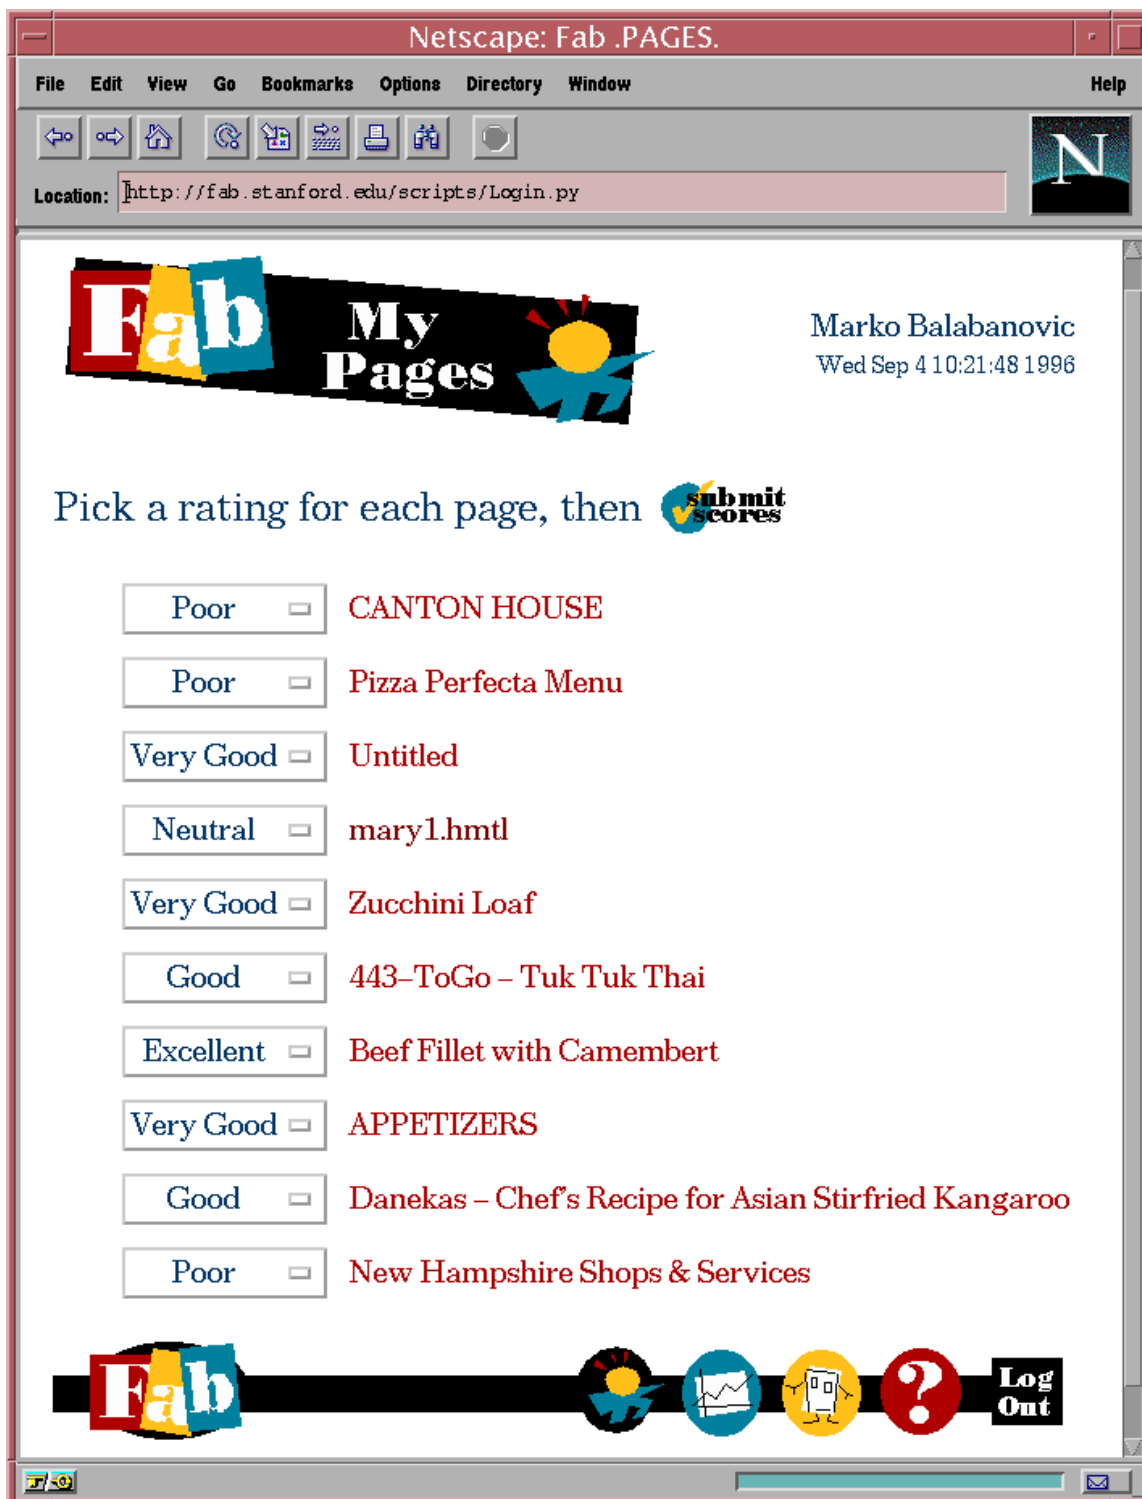 Netscape: Fab .PAGES.
File Edit View Go Bookmarks Options Directory Window Help
Location: http://fab.stanford.edu/scripts/Login.py
N
Fab My Pages
Marko Balabanovic
Wed Sep 4 10:21:48 1996
Pick a rating for each page, then submit scores
Poor CANTON HOUSE
Poor Pizza Perfecta Menu
Very Good Untitled
Neutral mary1.hmtl
Very Good Zucchini Loaf
Good 443–ToGo – Tuk Tuk Thai
Excellent Beef Fillet with Camembert
Very Good APPETIZERS
Good Danekas – Chef's Recipe for Asian Stirfried Kangaroo
Poor New Hampshire Shops & Services
Fab ? Log Out